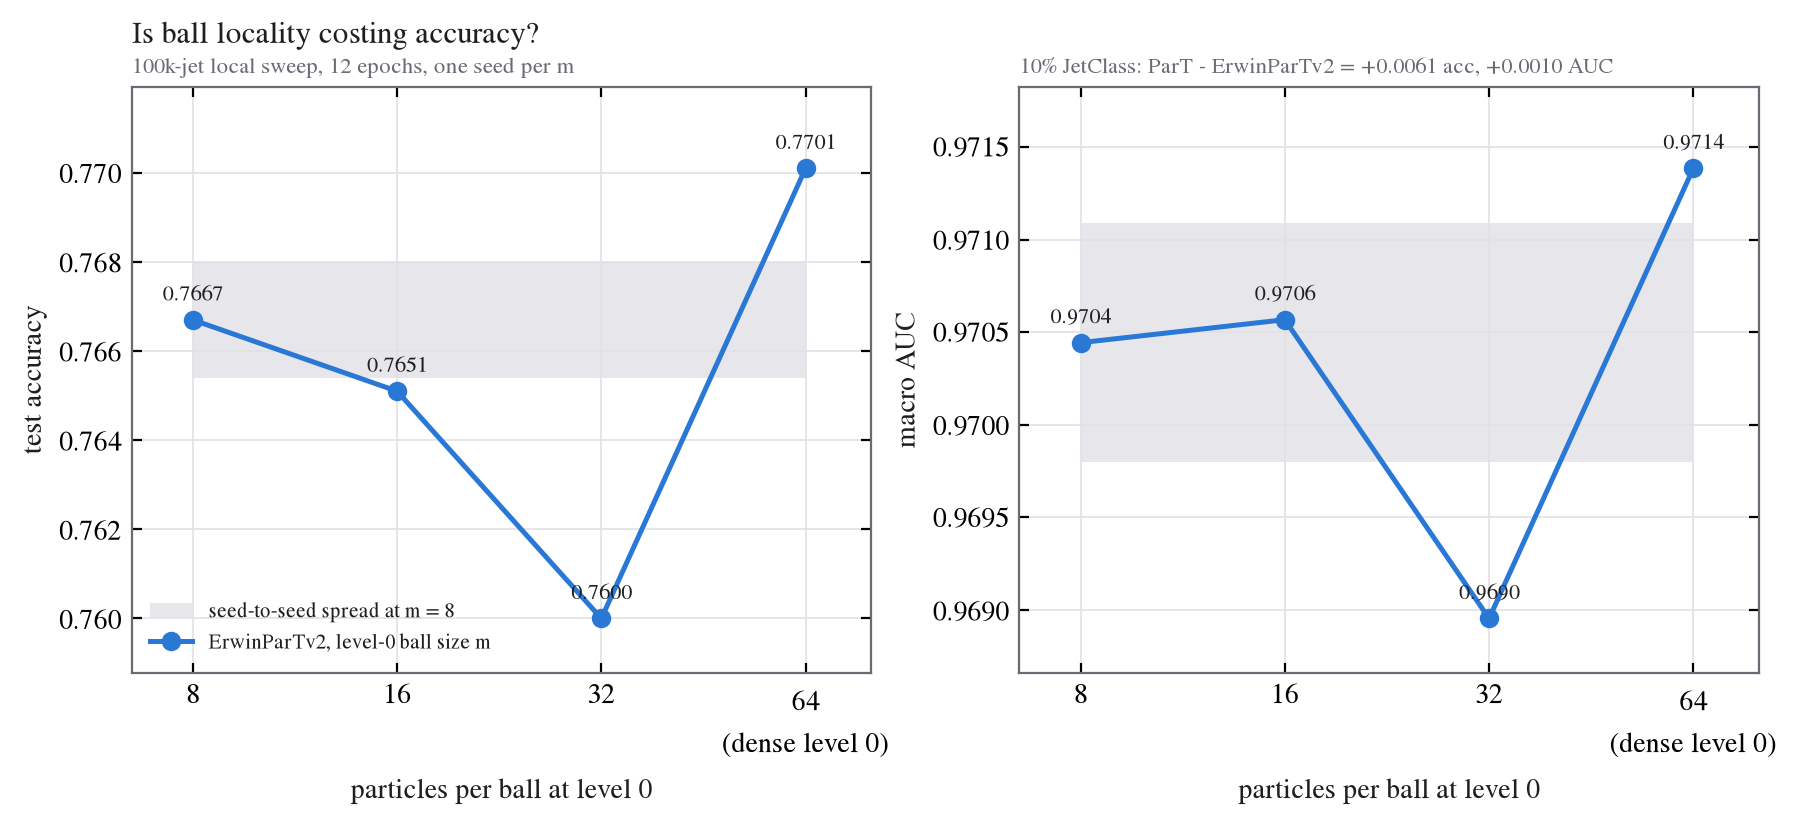 Is ball locality costing accuracy?
100k-jet local sweep, 12 epochs, one seed per m
test accuracy
0.770
0.768
0.766
0.764
0.762
0.760
0.7667
0.7651
0.7600
0.7701
seed-to-seed spread at m = 8
ErwinParTv2, level-0 ball size m
8
16
32
64
(dense level 0)
particles per ball at level 0
10% JetClass: ParT - ErwinParTv2 = +0.0061 acc, +0.0010 AUC
macro AUC
0.9715
0.9710
0.9705
0.9700
0.9695
0.9690
0.9704
0.9706
0.9690
0.9714
8
16
32
64
(dense level 0)
particles per ball at level 0